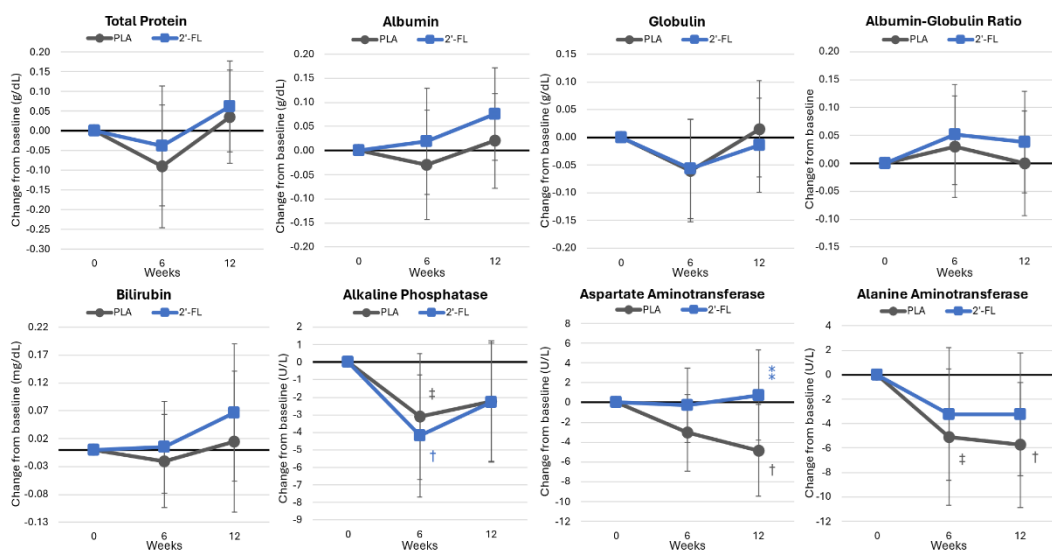 Total Protein
PLA 2'-FL
Change from baseline (g/dL)
0.20
0.15
0.10
0.05
0.00
-0.05
-0.10
-0.15
-0.20
-0.25
-0.30
0 6 12
Weeks
Albumin
PLA 2'-FL
Change from baseline (g/dL)
0.20
0.15
0.10
0.05
0.00
-0.05
-0.10
-0.15
-0.20
0 6 12
Weeks
Globulin
PLA 2'-FL
Change from baseline (g/dL)
0.15
0.10
0.05
0.00
-0.05
-0.10
-0.15
-0.20
0 6 12
Weeks
Albumin-Globulin Ratio
PLA 2'-FL
Change from baseline
0.20
0.15
0.10
0.05
0.00
-0.05
-0.10
-0.15
0 6 12
Weeks
Bilirubin
PLA 2'-FL
Change from baseline (mg/dL)
0.22
0.17
0.12
0.07
0.02
-0.03
-0.08
-0.13
0 6 12
Weeks
Alkaline Phosphatase
PLA 2'-FL
Change from baseline (U/L)
2
1
0
-1
-2
-3
-4
-5
-6
-7
-8
-9
‡
†
0 6 12
Weeks
Aspartate Aminotransferase
PLA 2'-FL
Change from baseline (U/L)
8
6
4
2
0
-2
-4
-6
-8
-10
-12
**
†
0 6 12
Weeks
Alanine Aminotransferase
PLA 2'-FL
Change from baseline (U/L)
4
2
0
-2
-4
-6
-8
-10
-12
‡
†
0 6 12
Weeks